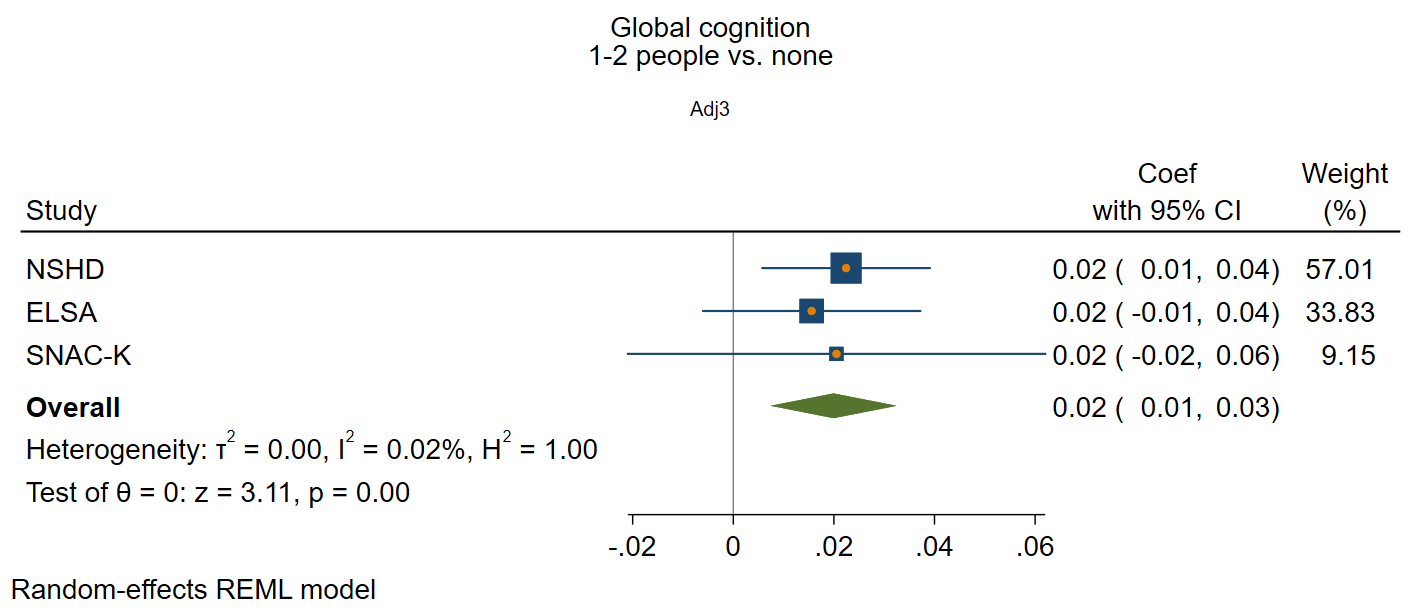 Global cognition
1-2 people vs. none
Adj3
Coef Weight
Study with 95% CI (%)
NSHD 0.02 ( 0.01, 0.04) 57.01
ELSA 0.02 ( -0.01, 0.04) 33.83
SNAC-K 0.02 ( -0.02, 0.06) 9.15
Overall 0.02 ( 0.01, 0.03)
Heterogeneity: τ² = 0.00, I² = 0.02%, H² = 1.00
Test of θ = 0: z = 3.11, p = 0.00
-.02 0 .02 .04 .06
Random-effects REML model